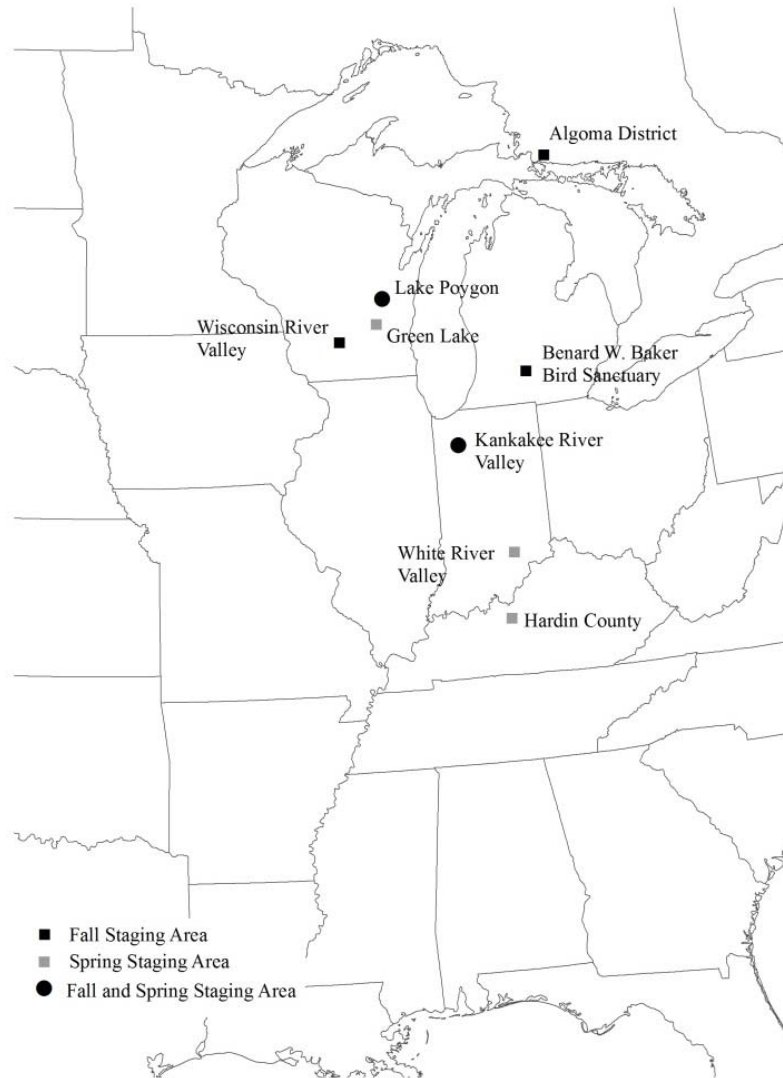 Algoma District
Lake Poygon
Wisconsin River
Valley
Green Lake
Benard W. Baker
Bird Sanctuary
Kankakee River
Valley
White River
Valley
Hardin County
Fall Staging Area
Spring Staging Area
Fall and Spring Staging Area